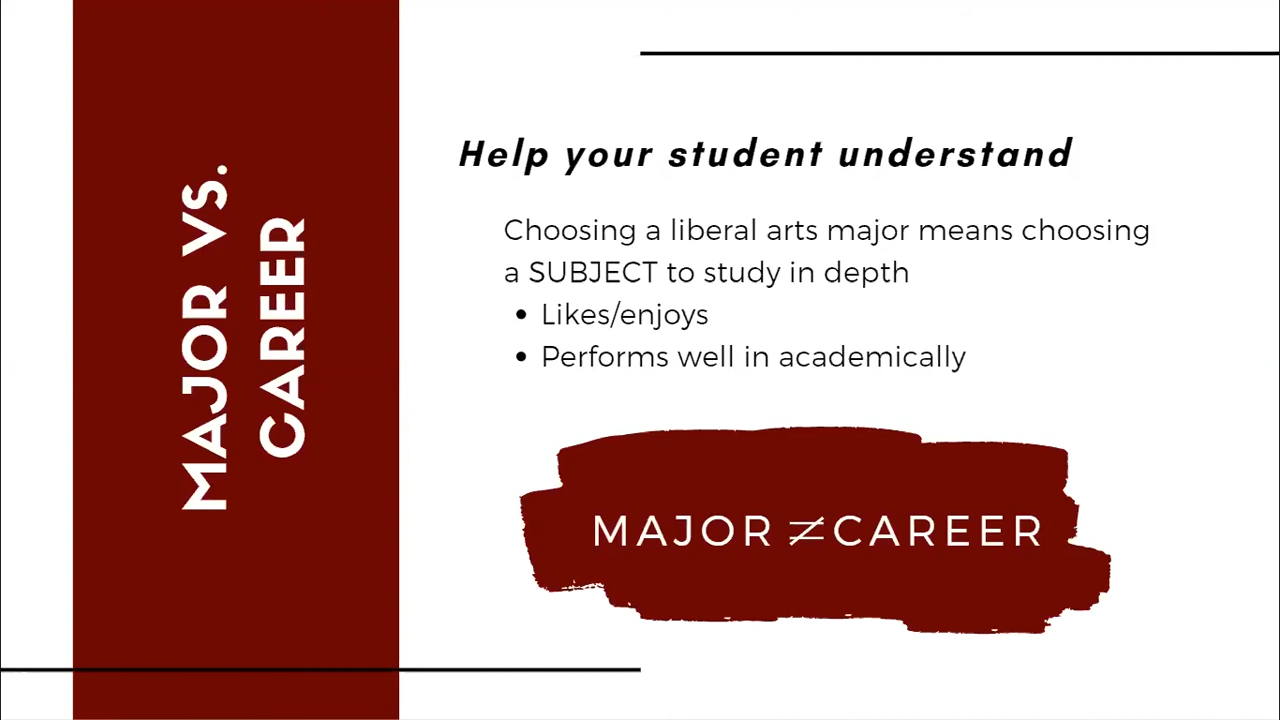 MAJOR VS.
CAREER
Help your student understand
Choosing a liberal arts major means choosing
a SUBJECT to study in depth
• Likes/enjoys
• Performs well in academically
MAJOR ≠ CAREER